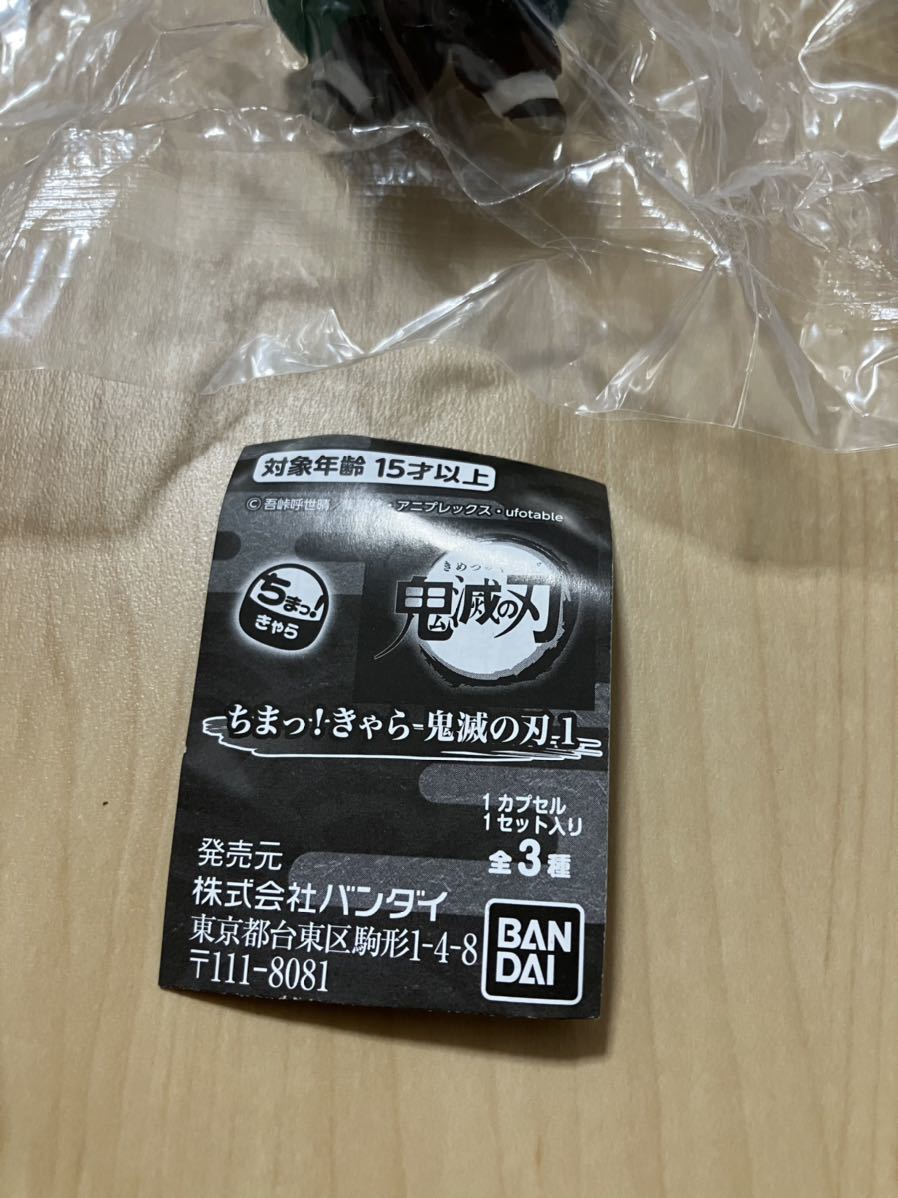 対象年齢 15才以上
©吾峠呼世晴／・アニプレックス・ufotable
ちまっ!
きゃら
きめつ
鬼滅の刃
ちまっ!きゃら-鬼滅の刃-1
1カプセル
1セット入り
全3種
発売元
株式会社バンダイ
東京都台東区駒形1-4-8
〒111-8081
BAN
DAI